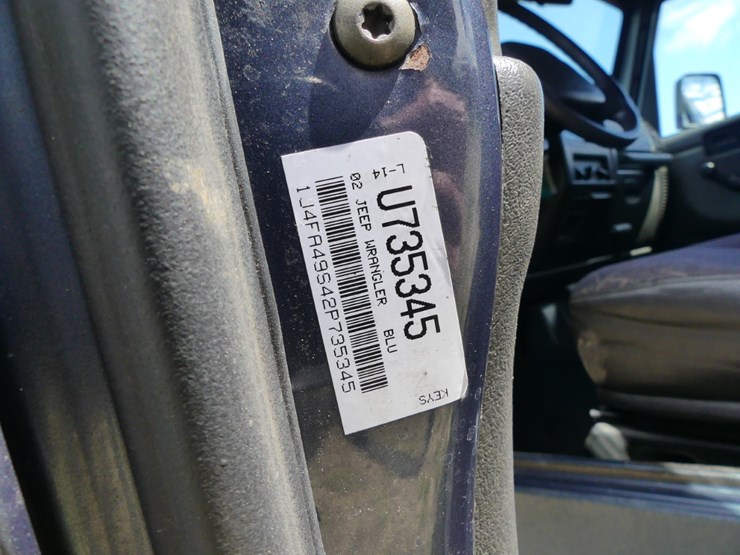 L-14
U735345
02 JEEP WRANGLER BLU
1J4FA49S42P735345
KEYS